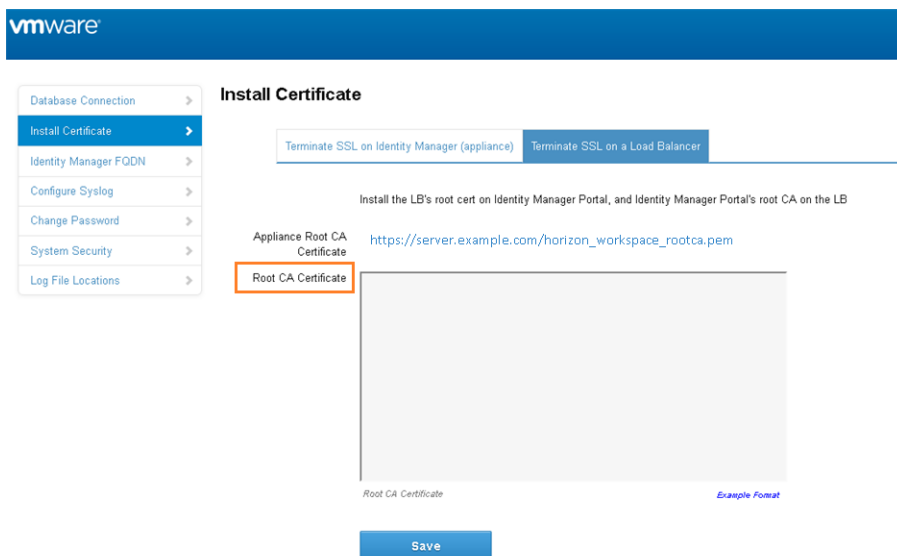 vmware
Install Certificate
Database Connection
Install Certificate
Identity Manager FQDN
Configure Syslog
Change Password
System Security
Log File Locations
Terminate SSL on Identity Manager (appliance)
Terminate SSL on a Load Balancer
Install the LB's root cert on Identity Manager Portal, and Identity Manager Portal's root CA on the LB
Appliance Root CA
Certificate
https://server.example.com/horizon_workspace_rootca.pem
Root CA Certificate
Root CA Certificate
Example Format
Save